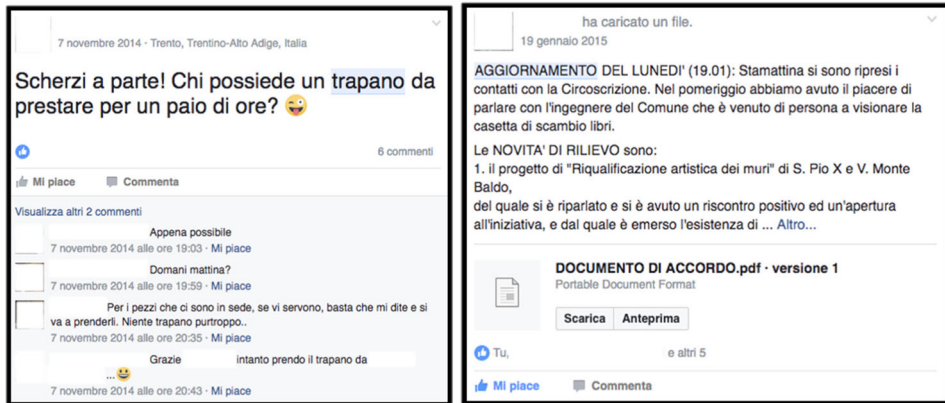 7 novembre 2014 · Trento, Trentino-Alto Adige, Italia
Scherzi a parte! Chi possiede un trapano da
prestare per un paio di ore? 😜
6 commenti
Mi piace Commenta
Visualizza altri 2 commenti
Appena possibile
7 novembre 2014 alle ore 19:03 · Mi piace
Domani mattina?
7 novembre 2014 alle ore 19:59 · Mi piace
Per i pezzi che ci sono in sede, se vi servono, basta che mi dite e si
va a prenderli. Niente trapano purtroppo..
7 novembre 2014 alle ore 20:35 · Mi piace
Grazie intanto prendo il trapano da
... 😀
7 novembre 2014 alle ore 20:43 · Mi piace
ha caricato un file.
19 gennaio 2015
AGGIORNAMENTO DEL LUNEDI' (19.01): Stamattina si sono ripresi i
contatti con la Circoscrizione. Nel pomeriggio abbiamo avuto il piacere di
parlare con l'ingegnere del Comune che è venuto di persona a visionare la
casetta di scambio libri.
Le NOVITA' DI RILIEVO sono:
1. il progetto di "Riqualificazione artistica dei muri" di S. Pio X e V. Monte
Baldo,
del quale si è riparlato e si è avuto un riscontro positivo ed un'apertura
all'iniziativa, e dal quale è emerso l'esistenza di ... Altro...
DOCUMENTO DI ACCORDO.pdf · versione 1
Portable Document Format
Scarica Anteprima
Tu, e altri 5
Mi piace Commenta